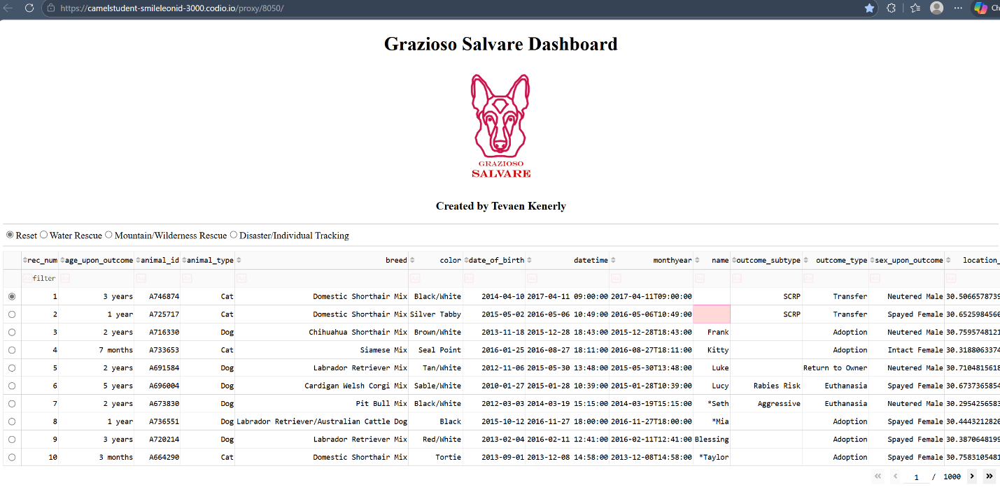 https://camelstudent-smileleonid-3000.codio.io/proxy/8050/
Ch
Grazioso Salvare Dashboard
GRAZIOSO
SALVARE
Created by Tevaen Kenerly
Reset Water Rescue Mountain/Wilderness Rescue Disaster/Individual Tracking
rec_num age_upon_outcome animal_id animal_type breed color date_of_birth datetime monthyear name outcome_subtype outcome_type sex_upon_outcome location_
filter
1 3 years A746874 Cat Domestic Shorthair Mix Black/White 2014-04-10 2017-04-11 09:00:00 2017-04-11T09:00:00 SCRP Transfer Neutered Male 30.5066578739
2 1 year A725717 Cat Domestic Shorthair Mix Silver Tabby 2015-05-02 2016-05-06 10:49:00 2016-05-06T10:49:00 SCRP Transfer Spayed Female 30.6525984560
3 2 years A716330 Dog Chihuahua Shorthair Mix Brown/White 2013-11-18 2015-12-28 18:43:00 2015-12-28T18:43:00 Frank Adoption Neutered Male 30.7595748121
4 7 months A733653 Cat Siamese Mix Seal Point 2016-01-25 2016-08-27 18:11:00 2016-08-27T18:11:00 Kitty Adoption Intact Female 30.3188063374
5 2 years A691584 Dog Labrador Retriever Mix Tan/White 2012-11-06 2015-05-30 13:48:00 2015-05-30T13:48:00 Luke Return to Owner Neutered Male 30.7104815618
6 5 years A696004 Dog Cardigan Welsh Corgi Mix Sable/White 2010-01-27 2015-01-28 10:39:00 2015-01-28T10:39:00 Lucy Rabies Risk Euthanasia Spayed Female 30.6737365854
7 2 years A673830 Dog Pit Bull Mix Black/White 2012-03-03 2014-03-19 15:15:00 2014-03-19T15:15:00 *Seth Aggressive Euthanasia Neutered Male 30.2954256583
8 1 year A736551 Dog Labrador Retriever/Australian Cattle Dog Black 2015-10-12 2016-11-27 18:00:00 2016-11-27T18:00:00 *Mia Adoption Spayed Female 30.4443212820
9 3 years A720214 Dog Labrador Retriever Mix Red/White 2013-02-04 2016-02-11 12:41:00 2016-02-11T12:41:00 Blessing Adoption Spayed Female 30.3870648199
10 3 months A664290 Cat Domestic Shorthair Mix Tortie 2013-09-01 2013-12-08 14:58:00 2013-12-08T14:58:00 *Taylor Adoption Spayed Female 30.7583105481
1 / 1000